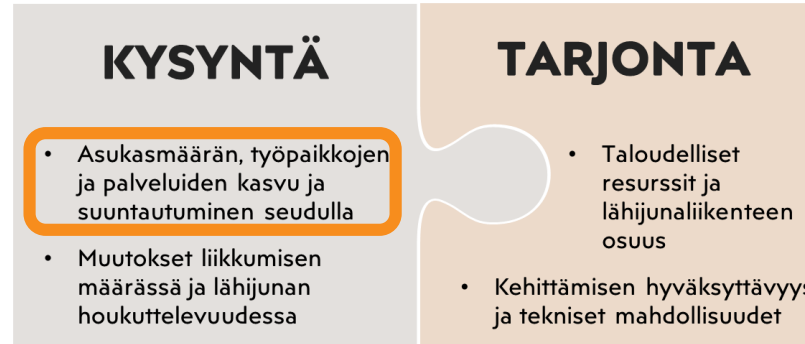 KYSYNTÄ
• Asukasmäärän, työpaikkojen
ja palveluiden kasvu ja
suuntautuminen seudulla
• Muutokset liikkumisen
määrässä ja lähijunan
houkuttelevuudessa
TARJONTA
• Taloudelliset
resurssit ja
lähijunaliikenteen
osuus
• Kehittämisen hyväksyttävyys
ja tekniset mahdollisuudet